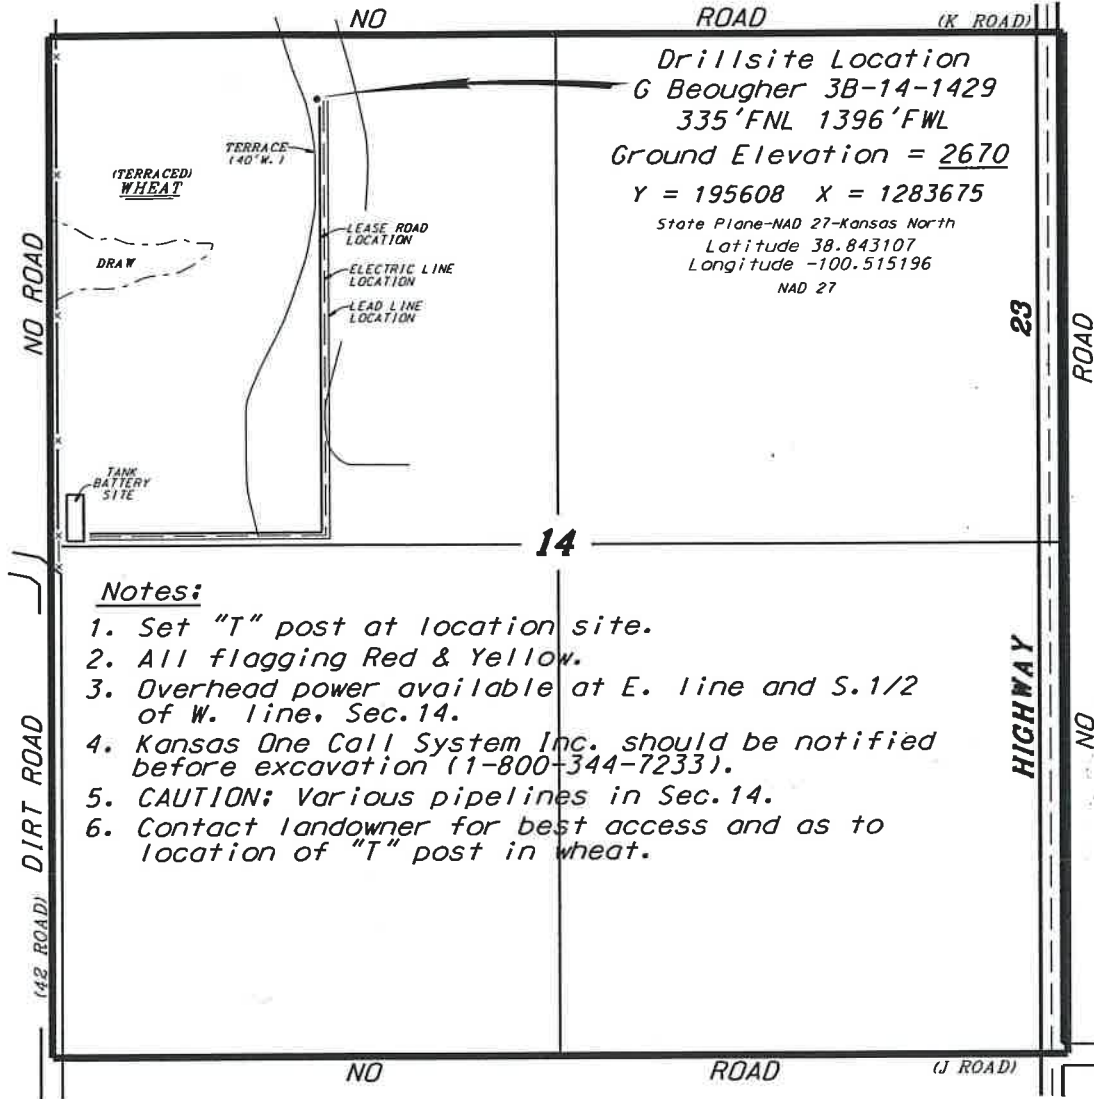 NO ROAD (K ROAD)
Drillsite Location
G Beougher 3B-14-1429
335'FNL 1396'FWL
Ground Elevation = 2670
Y = 195608 X = 1283675
State Plane-NAD 27-Kansas North
Latitude 38.843107
Longitude -100.515196
NAD 27
TERRACE
(40'W.)
(TERRACED)
WHEAT
DRAW
LEASE ROAD
LOCATION
ELECTRIC LINE
LOCATION
LEAD LINE
LOCATION
TANK
BATTERY
SITE
NO ROAD
23
ROAD
14
Notes:
1. Set "T" post at location site.
2. All flagging Red & Yellow.
3. Overhead power available at E. line and S.1/2
of W. line, Sec.14.
4. Kansas One Call System Inc. should be notified
before excavation (1-800-344-7233).
5. CAUTION: Various pipelines in Sec.14.
6. Contact landowner for best access and as to
location of "T" post in wheat.
HIGHWAY
NO
DIRT ROAD
(42 ROAD)
NO ROAD (J ROAD)